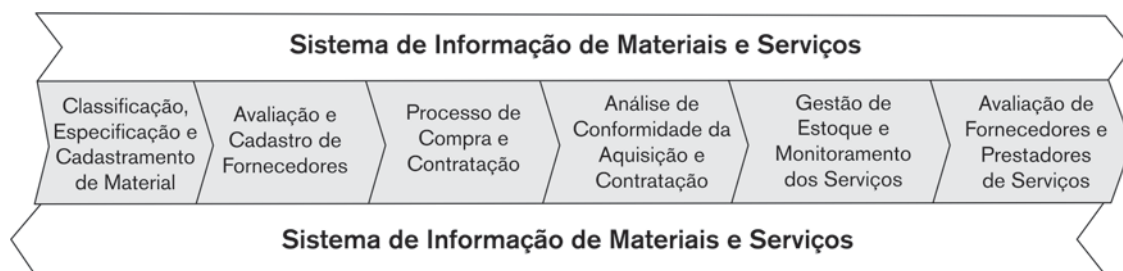 Sistema de Informação de Materiais e Serviços
Classificação,
Especificação e
Cadastramento
de Material
Avaliação e
Cadastro de
Fornecedores
Processo de
Compra e
Contratação
Análise de
Conformidade da
Aquisição e
Contratação
Gestão de
Estoque e
Monitoramento
dos Serviços
Avaliação de
Fornecedores e
Prestadores
de Serviços
Sistema de Informação de Materiais e Serviços